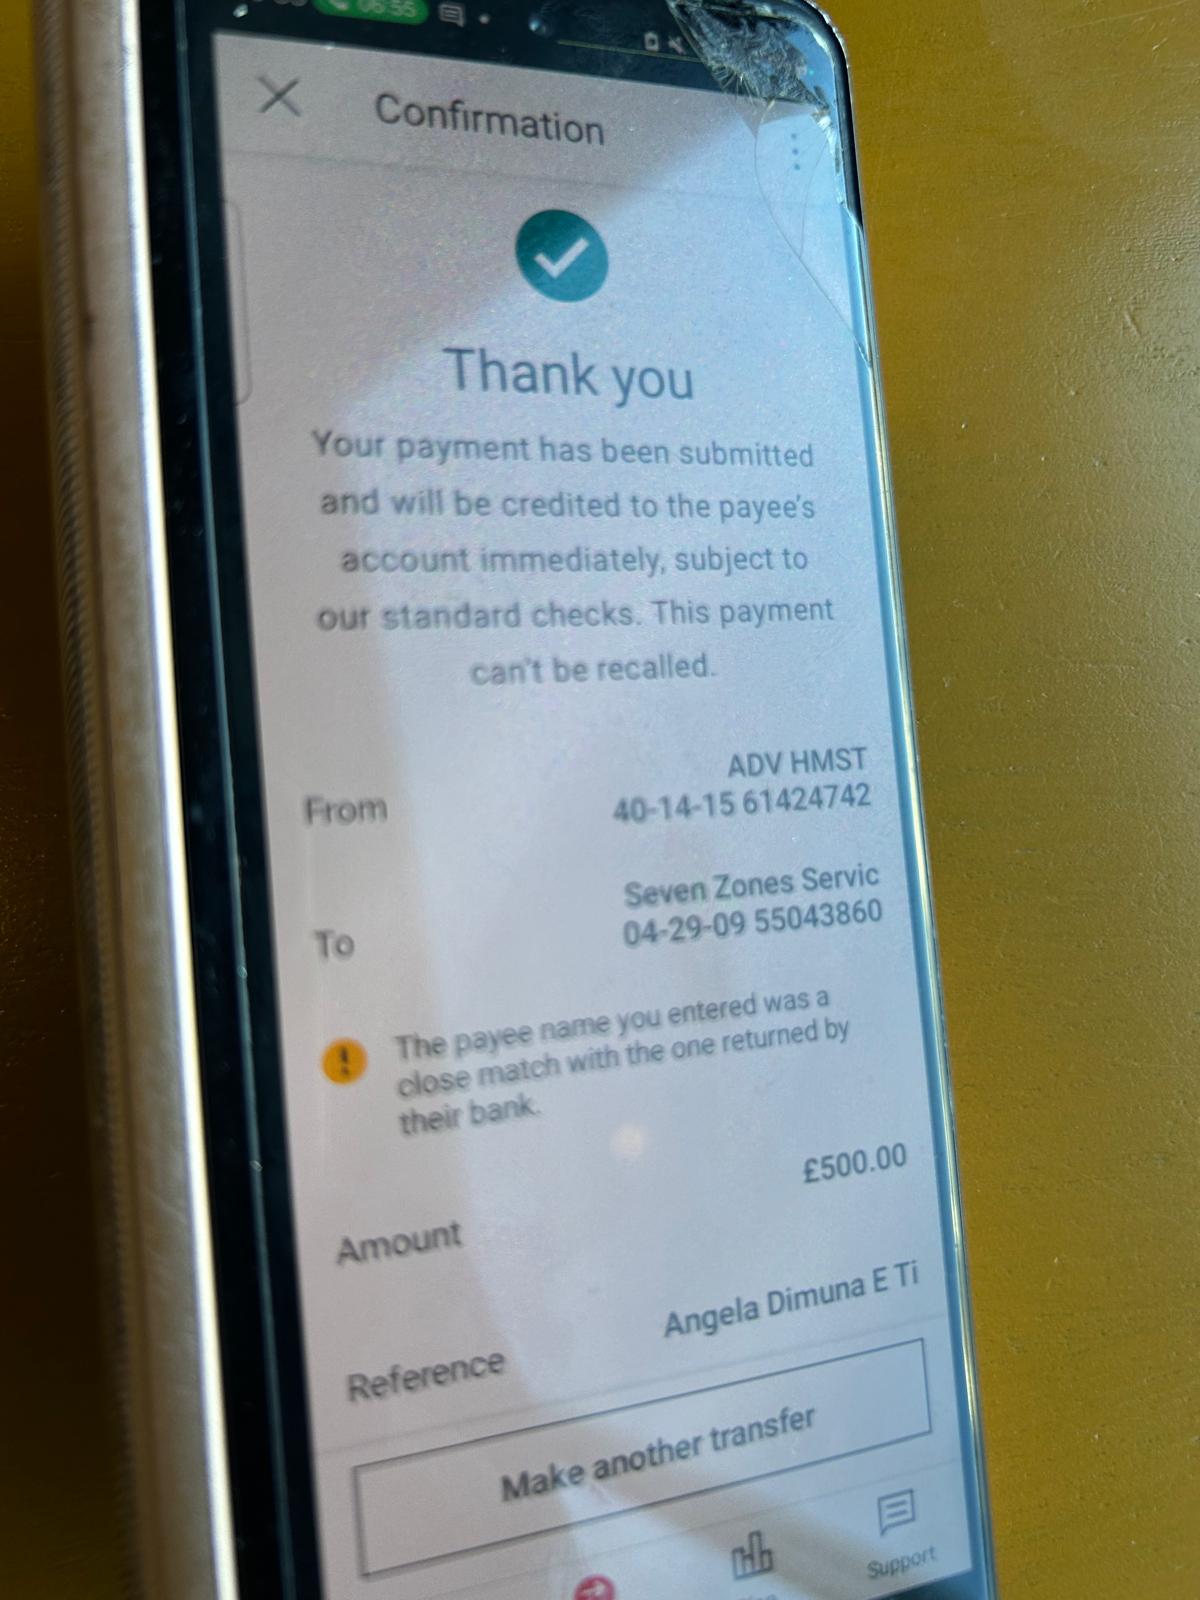 06:55
Confirmation
Thank you
Your payment has been submitted
and will be credited to the payee's
account immediately, subject to
our standard checks. This payment
can't be recalled.
From
ADV HMST
40-14-15 61424742
To
Seven Zones Servic
04-29-09 55043860
The payee name you entered was a
close match with the one returned by
their bank.
Amount
£500.00
Reference
Angela Dimuna E Ti
Make another transfer
Support